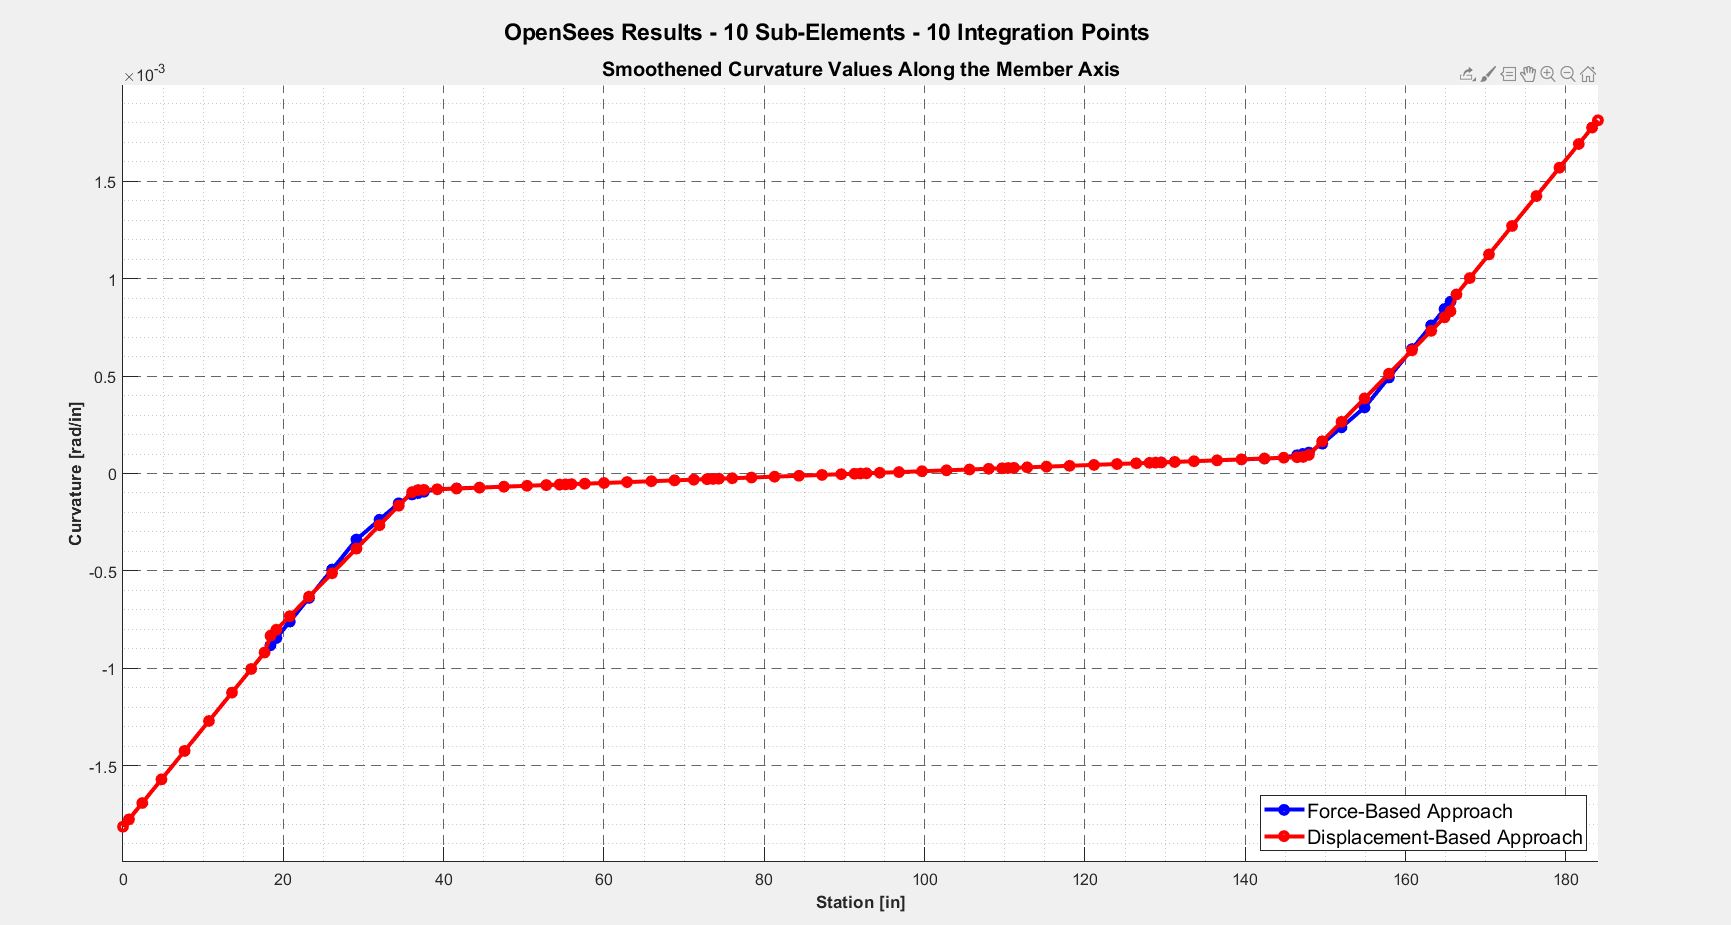 OpenSees Results - 10 Sub-Elements - 10 Integration Points
×10-3
Smoothened Curvature Values Along the Member Axis
1.5
1
0.5
0
-0.5
-1
-1.5
Curvature [rad/in]
Force-Based Approach
Displacement-Based Approach
0 20 40 60 80 100 120 140 160 180
Station [in]